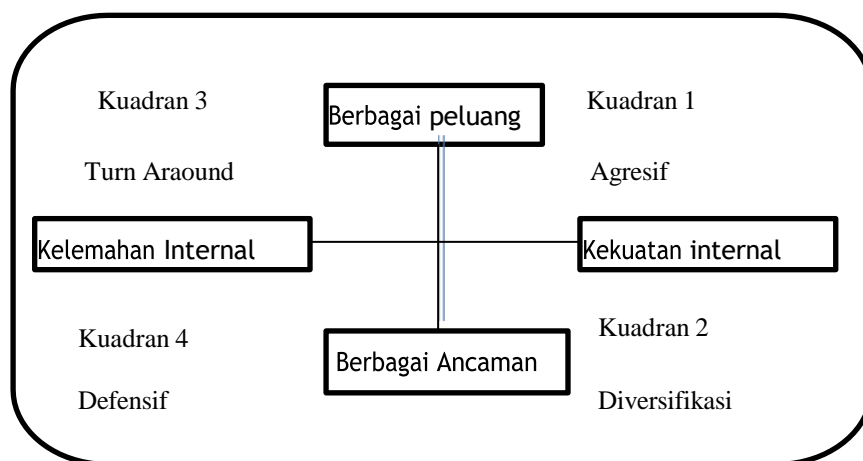 Kuadran 3
Berbagai peluang
Kuadran 1
Turn Araound
Agresif
Kelemahan Internal
Kekuatan internal
Kuadran 4
Berbagai Ancaman
Kuadran 2
Defensif
Diversifikasi